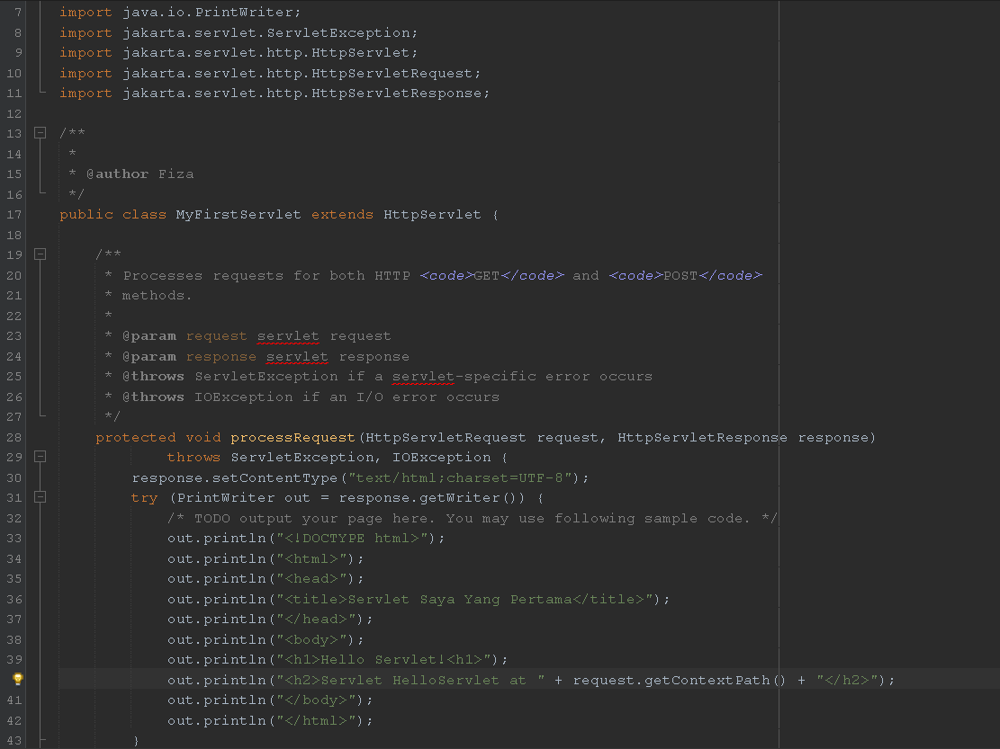 7 import java.io.PrintWriter;
8 import jakarta.servlet.ServletException;
9 import jakarta.servlet.http.HttpServlet;
10 import jakarta.servlet.http.HttpServletRequest;
11 import jakarta.servlet.http.HttpServletResponse;
12
13 /**
14  *
15  * @author Fiza
16  */
17 public class MyFirstServlet extends HttpServlet {
18
19     /**
20      * Processes requests for both HTTP <code>GET</code> and <code>POST</code>
21      * methods.
22      *
23      * @param request servlet request
24      * @param response servlet response
25      * @throws ServletException if a servlet-specific error occurs
26      * @throws IOException if an I/O error occurs
27      */
28     protected void processRequest(HttpServletRequest request, HttpServletResponse response)
29             throws ServletException, IOException {
30         response.setContentType("text/html;charset=UTF-8");
31         try (PrintWriter out = response.getWriter()) {
32             /* TODO output your page here. You may use following sample code. */
33             out.println("<!DOCTYPE html>");
34             out.println("<html>");
35             out.println("<head>");
36             out.println("<title>Servlet Saya Yang Pertama</title>");
37             out.println("</head>");
38             out.println("<body>");
39             out.println("<h1>Hello Servlet!<h1>");
            out.println("<h2>Servlet HelloServlet at " + request.getContextPath() + "</h2>");
41             out.println("</body>");
42             out.println("</html>");
43         }